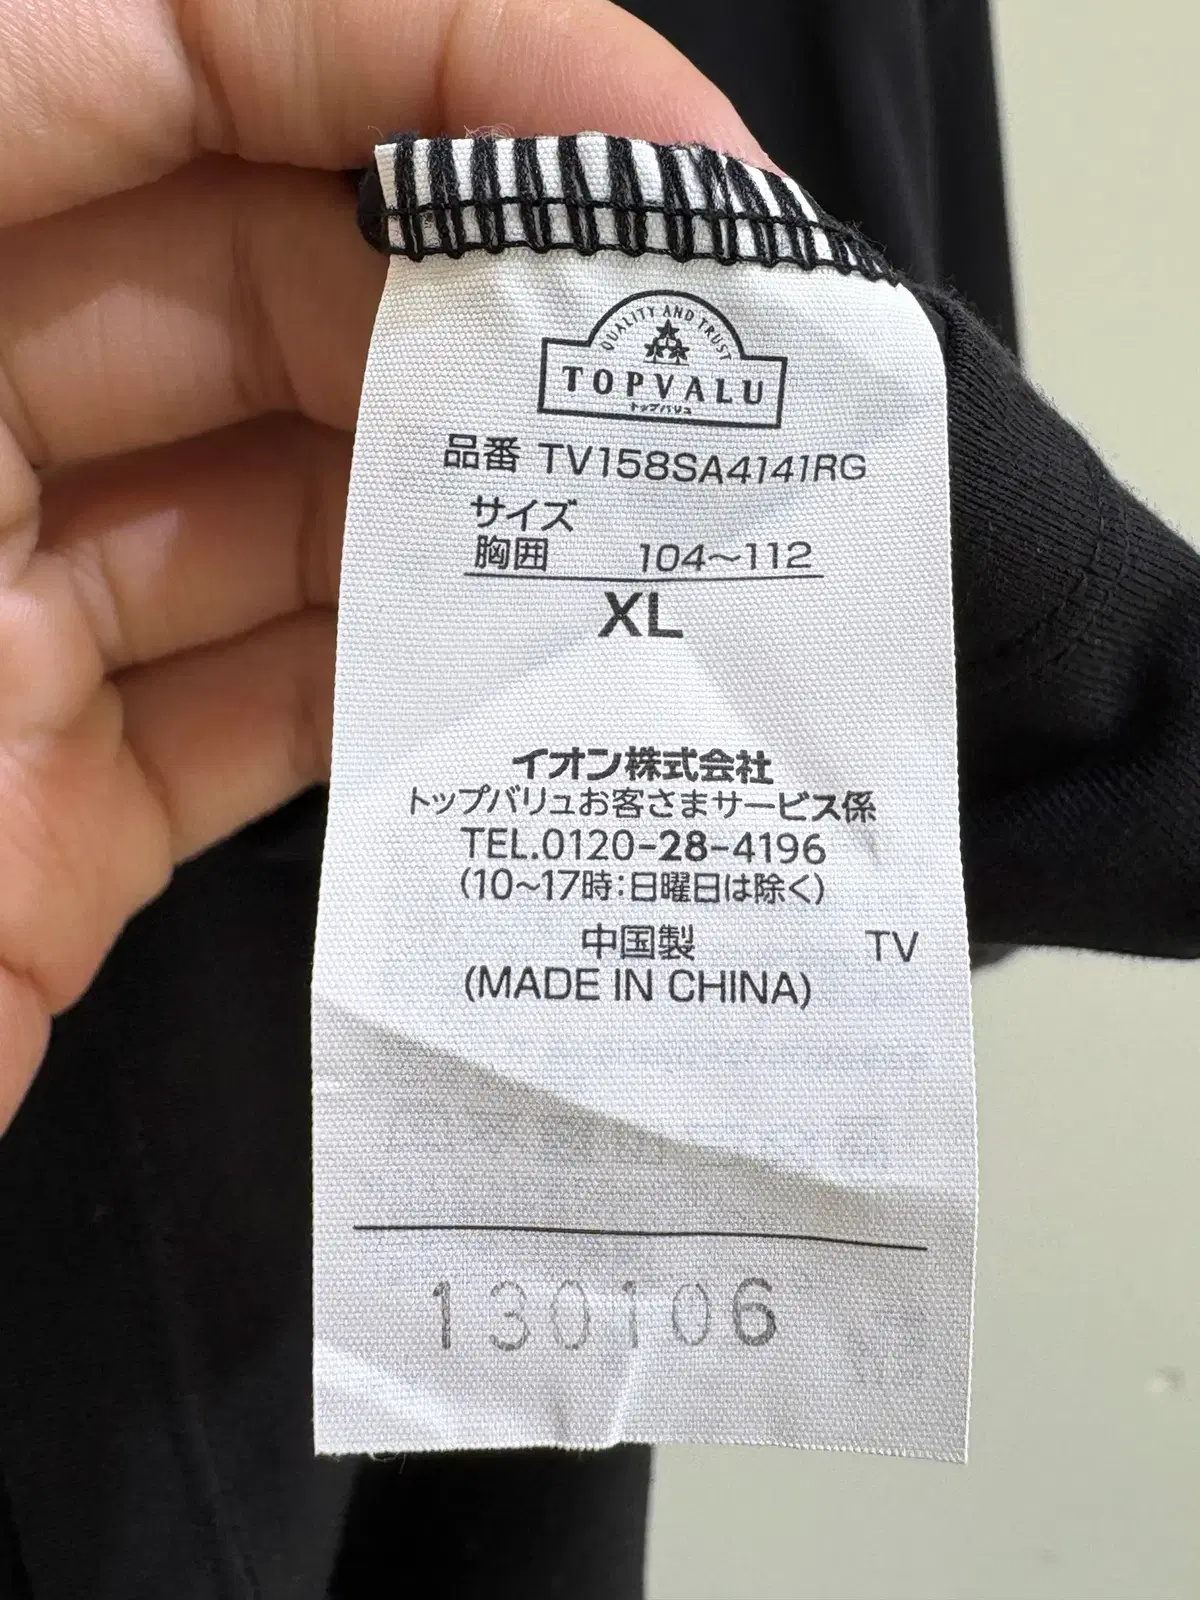 QUALITY AND TRUST
TOPVALU
トップバリュ
品番 TV158SA4141RG
サイズ
胸囲 104～112
XL
イオン株式会社
トップバリュお客さまサービス係
TEL.0120-28-4196
(10～17時:日曜日は除く)
中国製 TV
(MADE IN CHINA)
130106